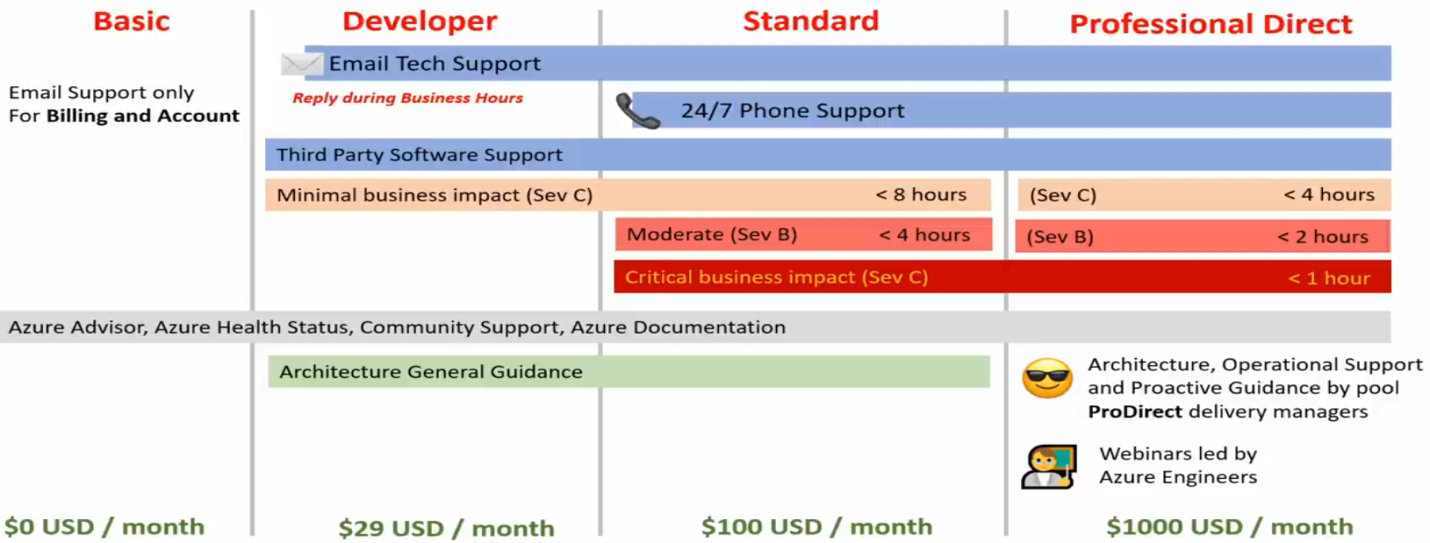 Basic
Developer
Standard
Professional Direct
Email Tech Support
Email Support only
For Billing and Account
Reply during Business Hours
24/7 Phone Support
Third Party Software Support
Minimal business impact (Sev C) < 8 hours
(Sev C) < 4 hours
Moderate (Sev B) < 4 hours
(Sev B) < 2 hours
Critical business impact (Sev C) < 1 hour
Azure Advisor, Azure Health Status, Community Support, Azure Documentation
Architecture General Guidance
Architecture, Operational Support
and Proactive Guidance by pool
ProDirect delivery managers
Webinars led by
Azure Engineers
$0 USD / month
$29 USD / month
$100 USD / month
$1000 USD / month